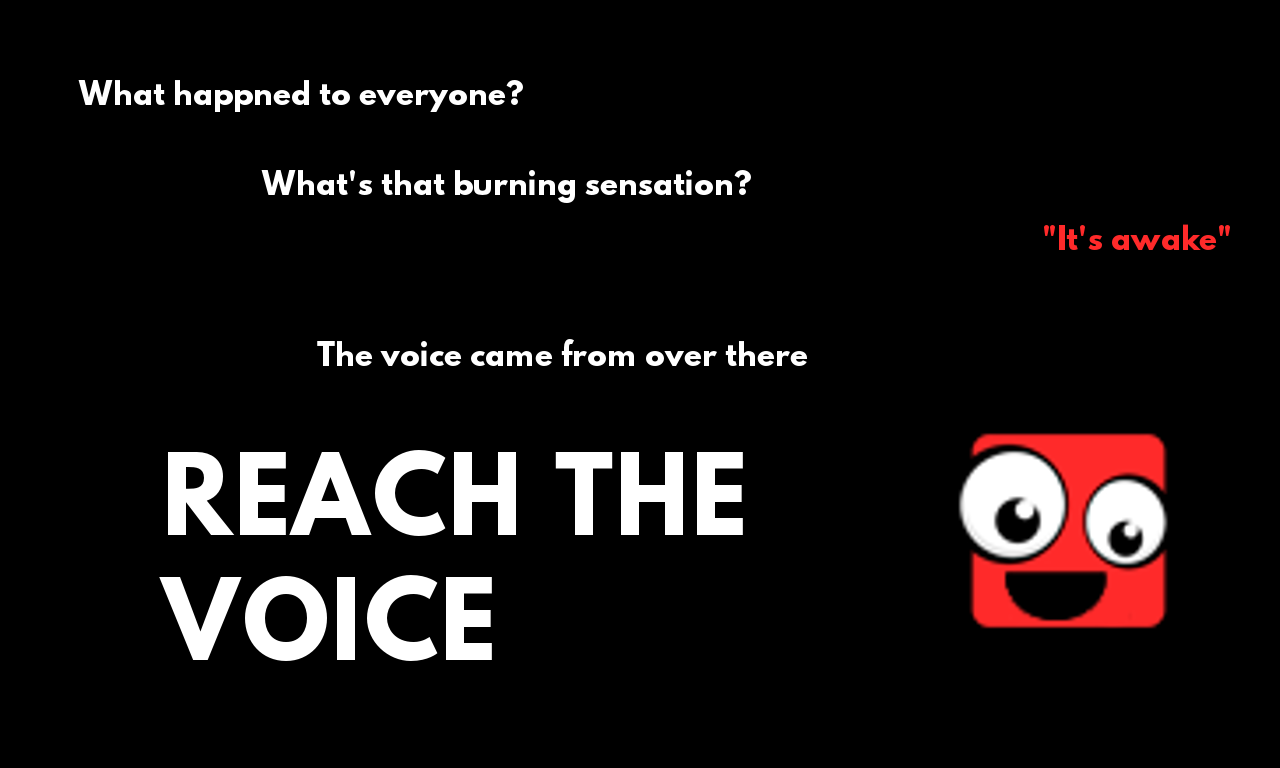 What happned to everyone?
What's that burning sensation?
"It's awake"
The voice came from over there
REACH THE
VOICE